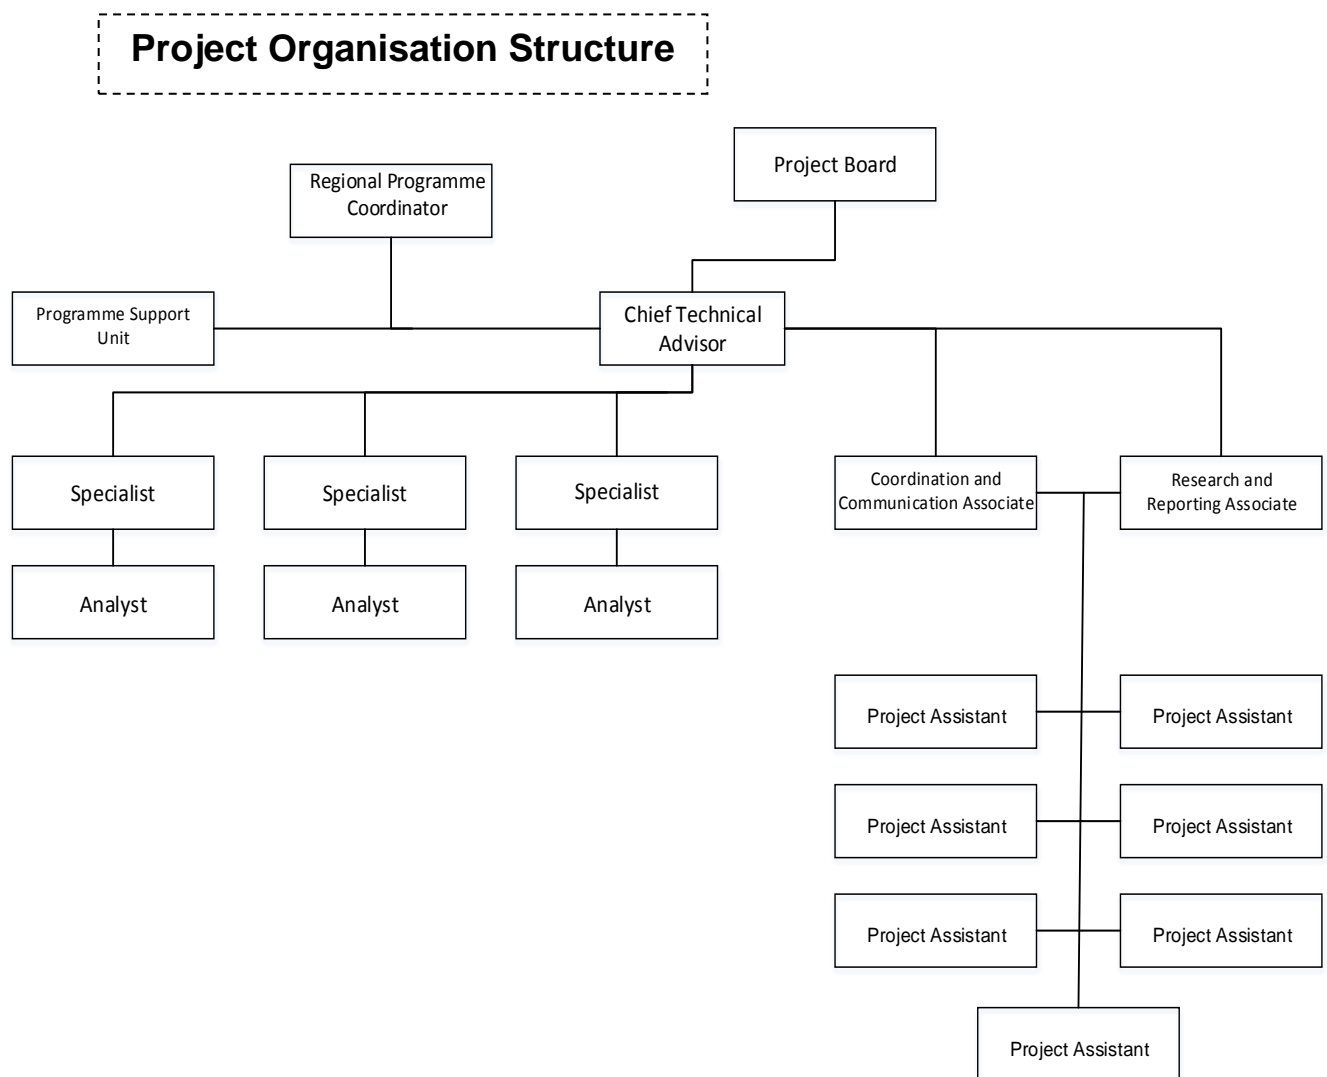 Project Organisation Structure
Project Board
Regional Programme
Coordinator
Programme Support
Unit
Chief Technical
Advisor
Specialist
Specialist
Specialist
Coordination and
Communication Associate
Research and
Reporting Associate
Analyst
Analyst
Analyst
Project Assistant
Project Assistant
Project Assistant
Project Assistant
Project Assistant
Project Assistant
Project Assistant